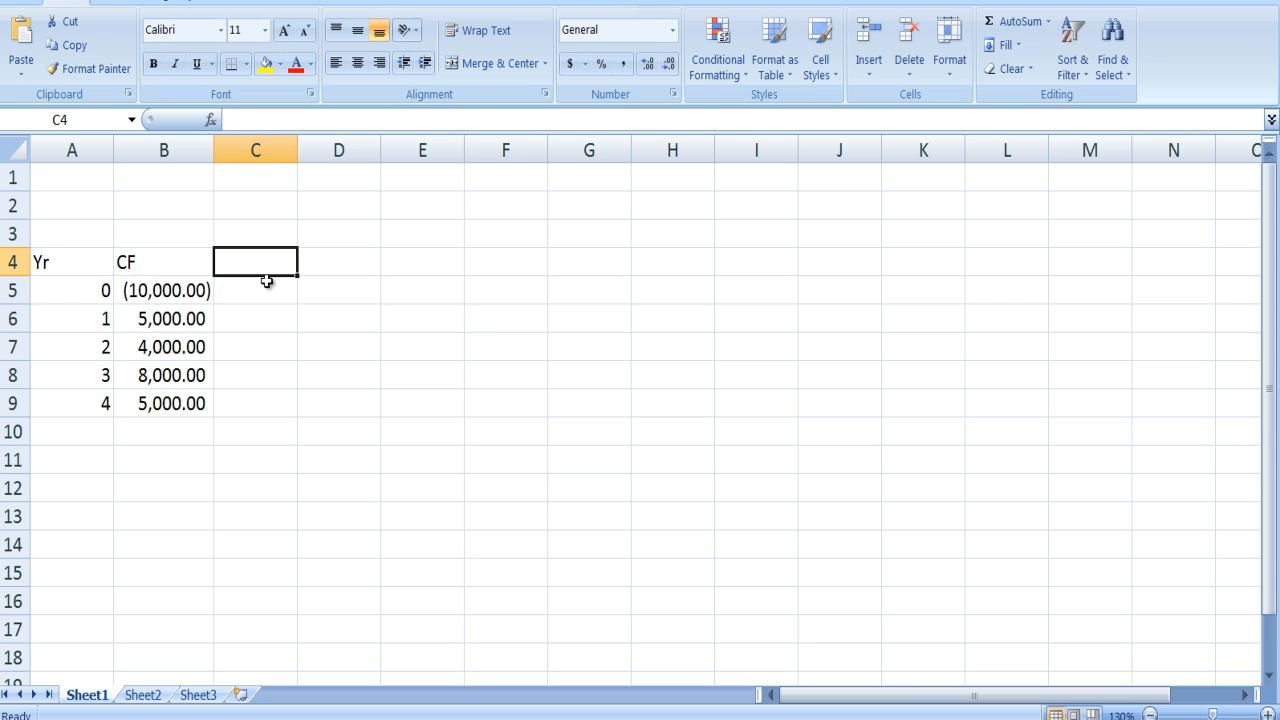 Cut
Copy
Format Painter
Paste
Clipboard
Calibri 11 A A
B I U A
Font
Wrap Text
Merge & Center
Alignment
General
$ % ,
Number
Conditional Formatting
Format as Table
Cell Styles
Styles
Insert
Delete
Format
Cells
Σ AutoSum
Fill
Clear
Sort & Filter
Find & Select
Editing
C4 fx
A B C D E F G H I J K L M N
1
2
3
4 Yr CF
5 0 (10,000.00)
6 1 5,000.00
7 2 4,000.00
8 3 8,000.00
9 4 5,000.00
10
11
12
13
14
15
16
17
18
Sheet1 Sheet2 Sheet3
Ready 130%